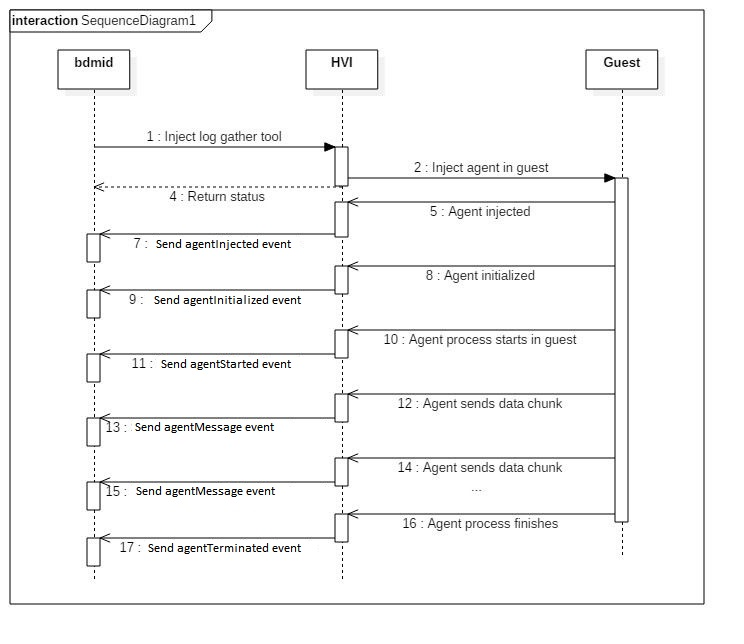 interaction SequenceDiagram1
bdmid
HVI
Guest
1 : Inject log gather tool
2 : Inject agent in guest
4 : Return status
5 : Agent injected
7 : Send agentInjected event
8 : Agent initialized
9 : Send agentInitialized event
10 : Agent process starts in guest
11 : Send agentStarted event
12 : Agent sends data chunk
13 : Send agentMessage event
14 : Agent sends data chunk
...
15 : Send agentMessage event
16 : Agent process finishes
17 : Send agentTerminated event